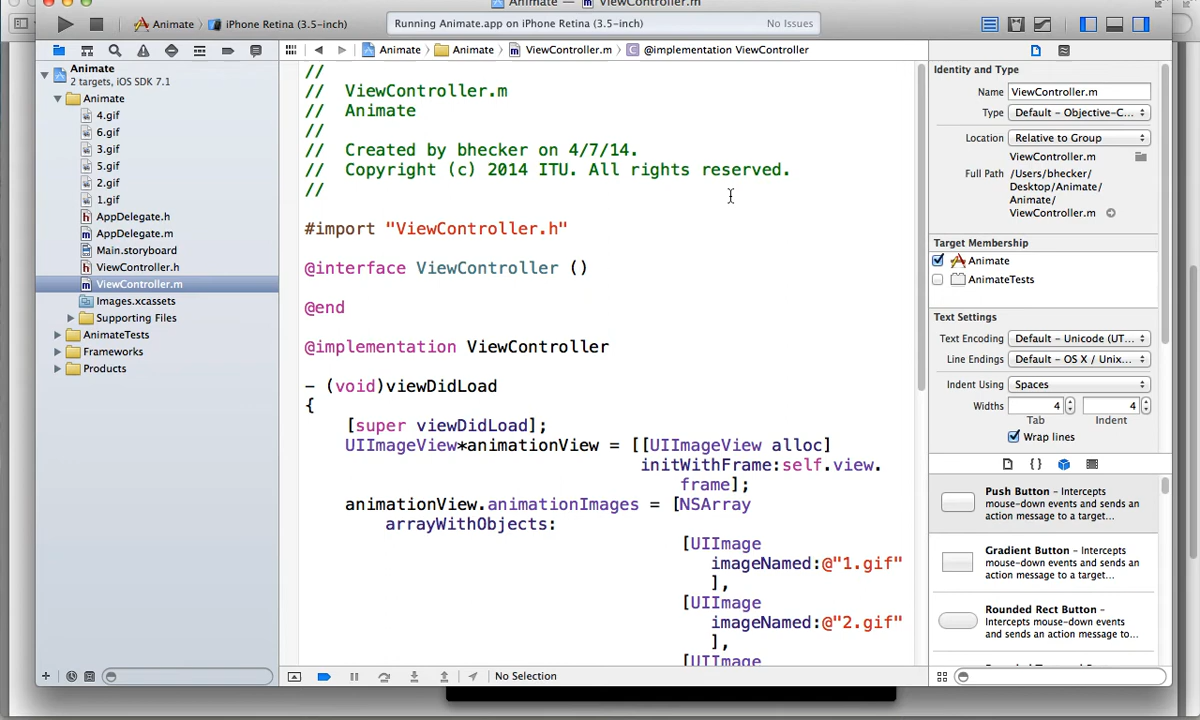 Animate — ViewController.m
Animate
iPhone Retina (3.5-inch)
Running Animate.app on iPhone Retina (3.5-inch)
No Issues
Animate
Animate
ViewController.m
@implementation ViewController
Animate
2 targets, iOS SDK 7.1
Animate
4.gif
6.gif
3.gif
5.gif
2.gif
1.gif
AppDelegate.h
AppDelegate.m
Main.storyboard
ViewController.h
ViewController.m
Images.xcassets
Supporting Files
AnimateTests
Frameworks
Products
//
// ViewController.m
// Animate
//
// Created by bhecker on 4/7/14.
// Copyright (c) 2014 ITU. All rights reserved.
//
#import "ViewController.h"
@interface ViewController ()
@end
@implementation ViewController
- (void)viewDidLoad
{
[super viewDidLoad];
UIImageView*animationView = [[UIImageView alloc]
initWithFrame:self.view.
frame];
animationView.animationImages = [NSArray
arrayWithObjects:
[UIImage
imageNamed:@"1.gif"
],
[UIImage
imageNamed:@"2.gif"
],
[UIImage
No Selection
Identity and Type
Name ViewController.m
Type Default - Objective-C...
Location Relative to Group
ViewController.m
Full Path /Users/bhecker/
Desktop/Animate/
Animate/
ViewController.m
Target Membership
Animate
AnimateTests
Text Settings
Text Encoding Default - Unicode (UT...
Line Endings Default - OS X / Unix...
Indent Using Spaces
Widths 4 4
Tab Indent
Wrap lines
{ }
Push Button - Intercepts
mouse-down events and sends an
action message to a target...
Gradient Button - Intercepts
mouse-down events and sends an
action message to a target...
Rounded Rect Button -
Intercepts mouse-down events
and sends an action message to...